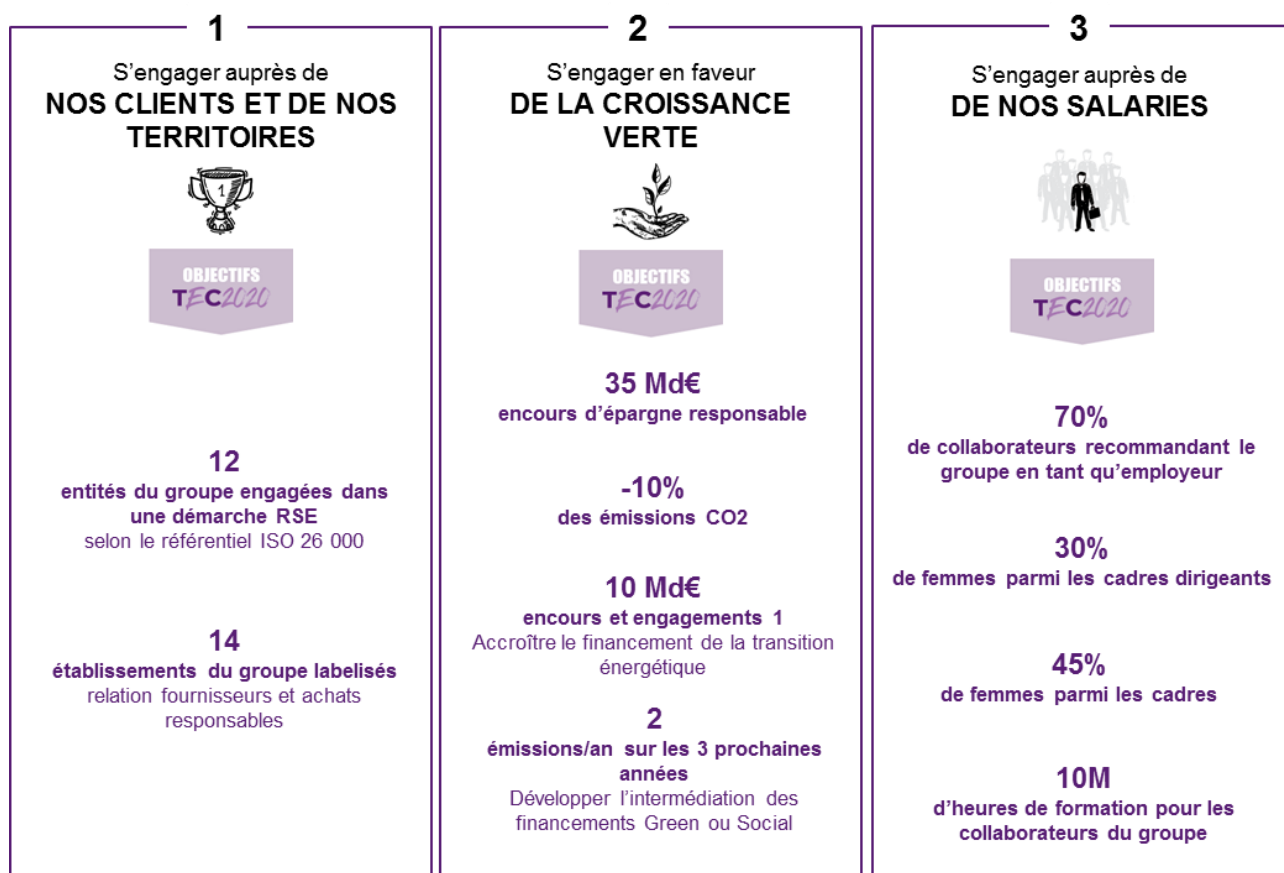 1
S'engager auprès de
NOS CLIENTS ET DE NOS
TERRITOIRES
1
OBJECTIFS
TEC2020
12
entités du groupe engagées dans
une démarche RSE
selon le référentiel ISO 26 000
14
établissements du groupe labelisés
relation fournisseurs et achats
responsables
2
S'engager en faveur
DE LA CROISSANCE
VERTE
OBJECTIFS
TEC2020
35 Md€
encours d'épargne responsable
-10%
des émissions CO2
10 Md€
encours et engagements 1
Accroître le financement de la transition
énergétique
2
émissions/an sur les 3 prochaines
années
Développer l'intermédiation des
financements Green ou Social
3
S'engager auprès de
DE NOS SALARIES
OBJECTIFS
TEC2020
70%
de collaborateurs recommandant le
groupe en tant qu'employeur
30%
de femmes parmi les cadres dirigeants
45%
de femmes parmi les cadres
10M
d'heures de formation pour les
collaborateurs du groupe